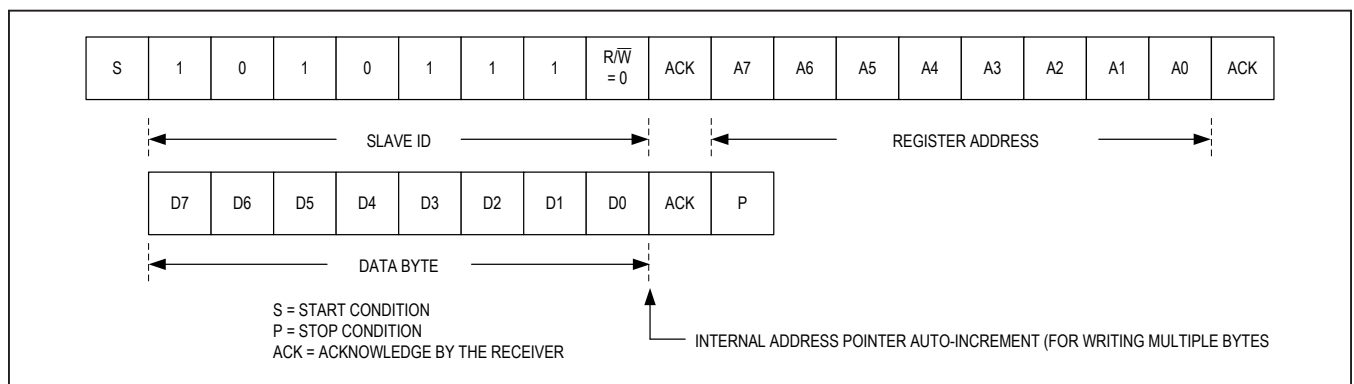 S 1 0 1 0 1 1 1 R/W̅ = 0 ACK A7 A6 A5 A4 A3 A2 A1 A0 ACK
SLAVE ID REGISTER ADDRESS
D7 D6 D5 D4 D3 D2 D1 D0 ACK P
DATA BYTE
S = START CONDITION
P = STOP CONDITION
ACK = ACKNOWLEDGE BY THE RECEIVER
INTERNAL ADDRESS POINTER AUTO-INCREMENT (FOR WRITING MULTIPLE BYTES